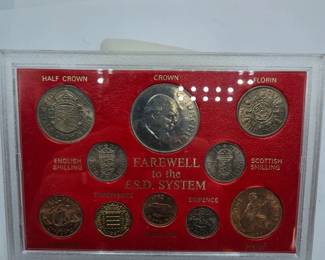 HALF CROWN
CROWN
FLORIN
ENGLISH
SHILLING
SCOTTISH
SHILLING
FAREWELL
to the
£.S.D. SYSTEM
SIXPENCE